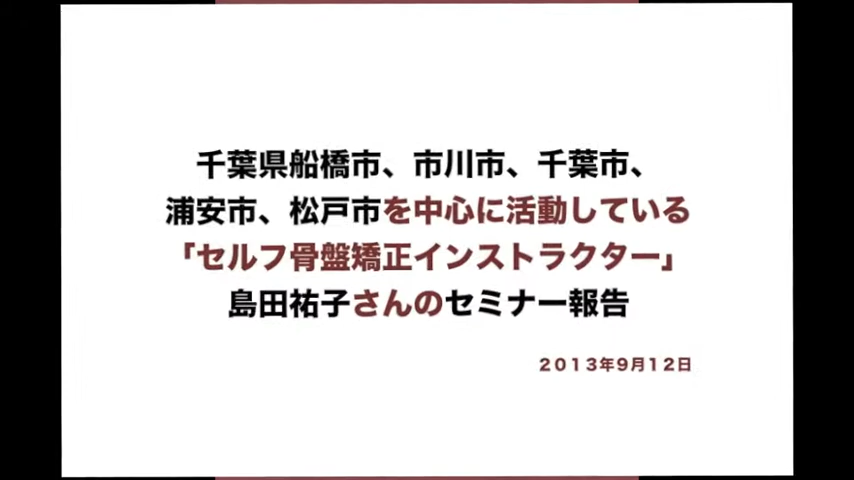 千葉県船橋市、市川市、千葉市、
浦安市、松戸市を中心に活動している
「セルフ骨盤矯正インストラクター」
島田祐子さんのセミナー報告
２０１３年９月１２日